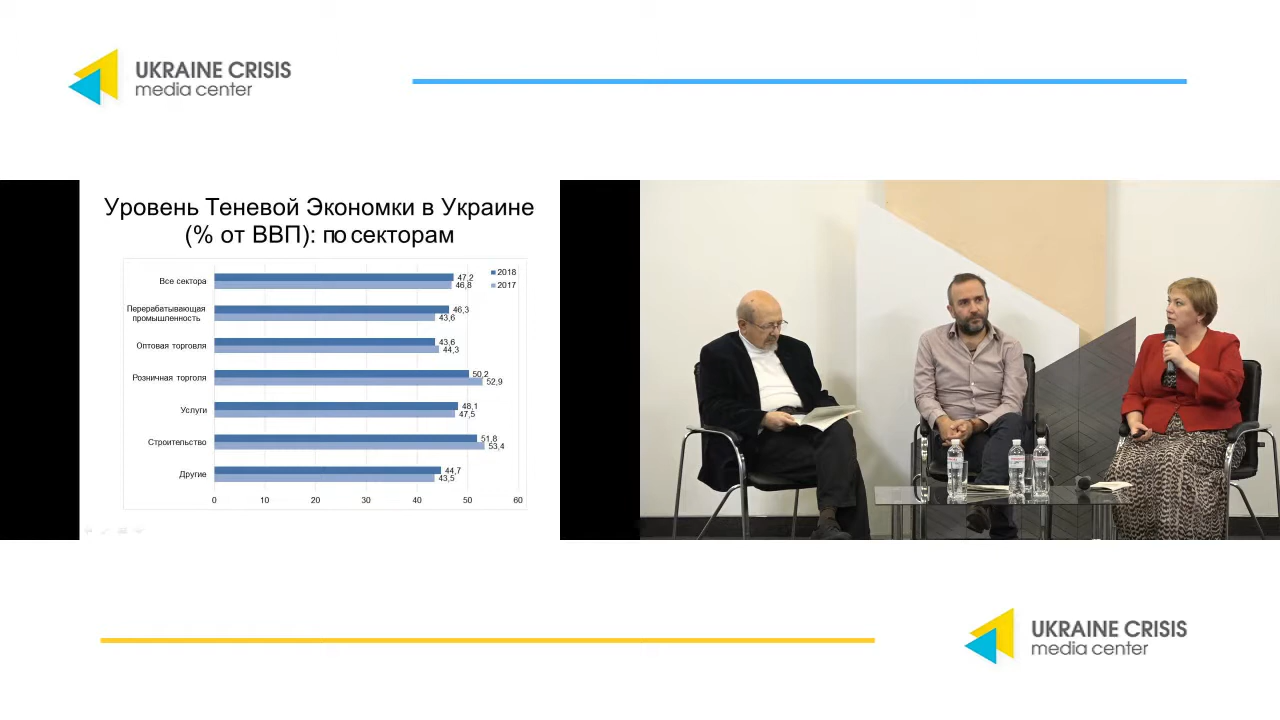 UKRAINE CRISIS
media center
Уровень Теневой Экономки в Украине
(% от ВВП): по секторам
2018
2017
Все сектора
47,2
46,8
Перерабатывающая
промышленность
46,3
43,6
Оптовая торговля
43,6
44,3
Розничная торголя
50,2
52,9
Услуги
48,1
47,5
Строительство
51,8
53,4
Другие
44,7
43,5
0 10 20 30 40 50 60
UKRAINE CRISIS
media center